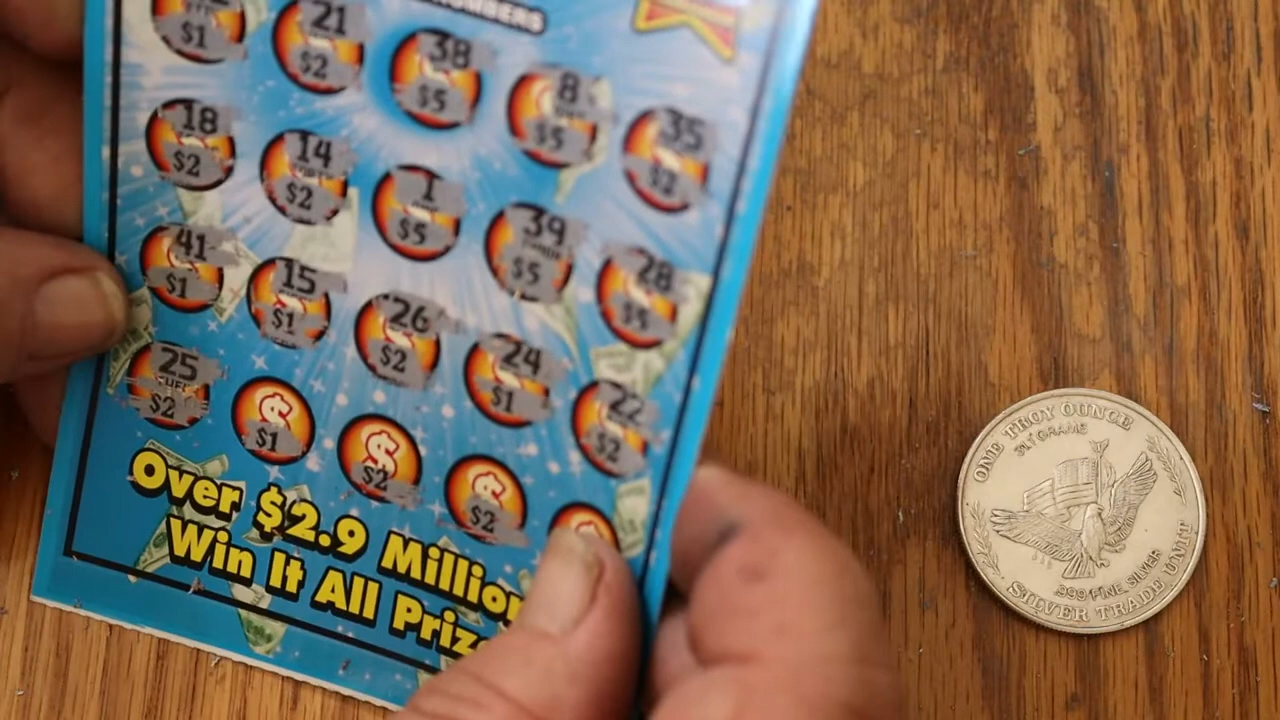 21 38 8 35
$1 $2 $5 $5 $2
18 14 1 39 28
$2 $2 $5 $5 $5
41 15 26 24 22
$1 $1 $2 $1 $2
25 $ $ $ $
$2 $1 $2 $2
Over $2.9 Million
Win It All
ONE TROY OUNCE
31.1 GRAMS
.999 FINE SILVER
SILVER TRADE UNIT